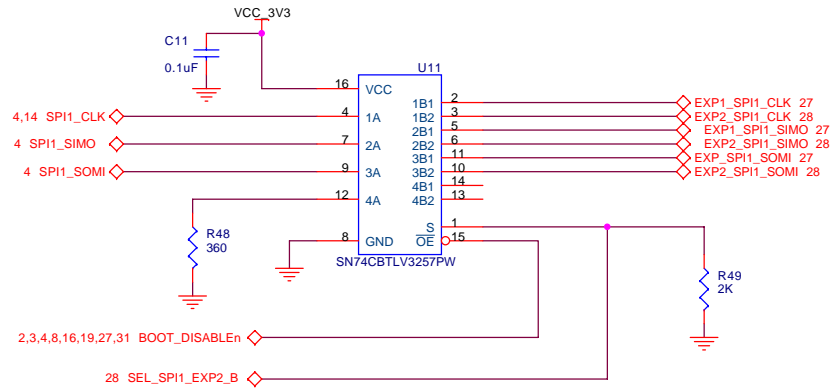 VCC_3V3
C11
0.1uF
U11
16 VCC
4,14 SPI1_CLK 4 1A 1B1 2 EXP1_SPI1_CLK 27
1B2 3 EXP2_SPI1_CLK 28
4 SPI1_SIMO 7 2A 2B1 5 EXP1_SPI1_SIMO 27
2B2 6 EXP2_SPI1_SIMO 28
4 SPI1_SOMI 9 3A 3B1 11 EXP_SPI1_SOMI 27
3B2 10 EXP2_SPI1_SOMI 28
12 4A 4B1 14
4B2 13
S 1
8 GND OE 15
R48
360
SN74CBTLV3257PW
R49
2K
2,3,4,8,16,19,27,31 BOOT_DISABLEn
28 SEL_SPI1_EXP2_B